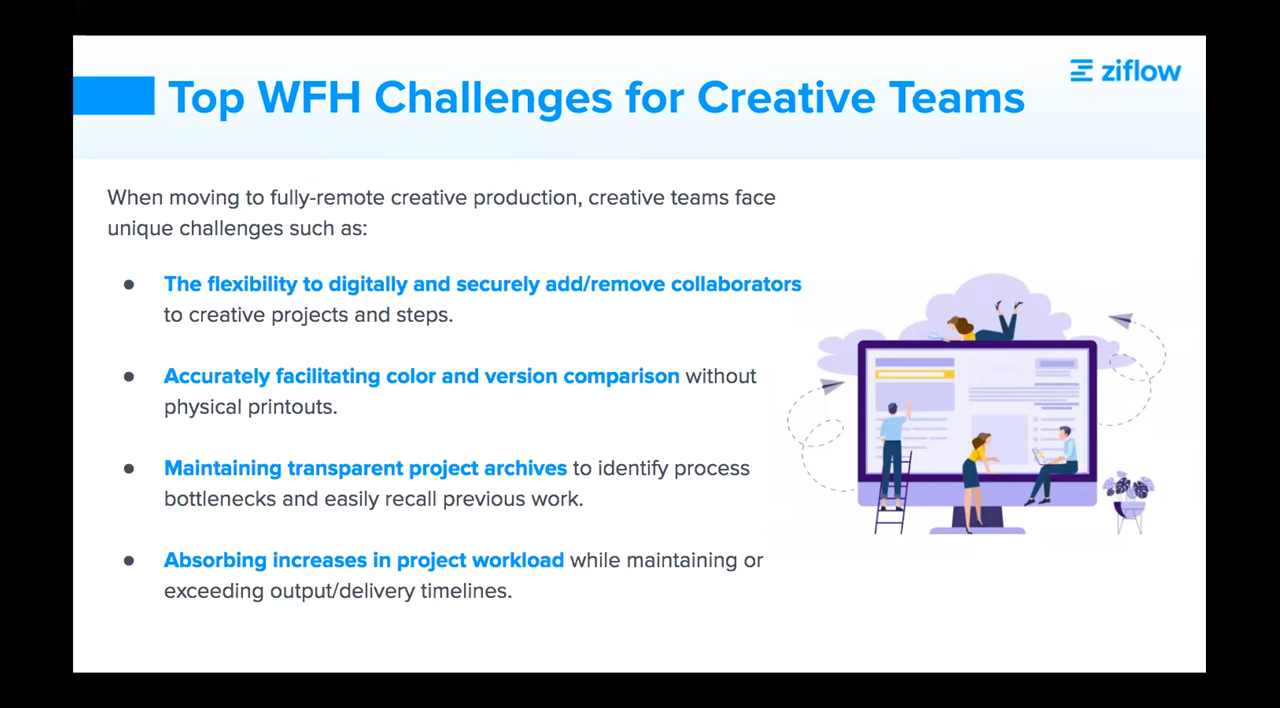 ziflow
Top WFH Challenges for Creative Teams
When moving to fully-remote creative production, creative teams face
unique challenges such as:
● The flexibility to digitally and securely add/remove collaborators
to creative projects and steps.
● Accurately facilitating color and version comparison without
physical printouts.
● Maintaining transparent project archives to identify process
bottlenecks and easily recall previous work.
● Absorbing increases in project workload while maintaining or
exceeding output/delivery timelines.